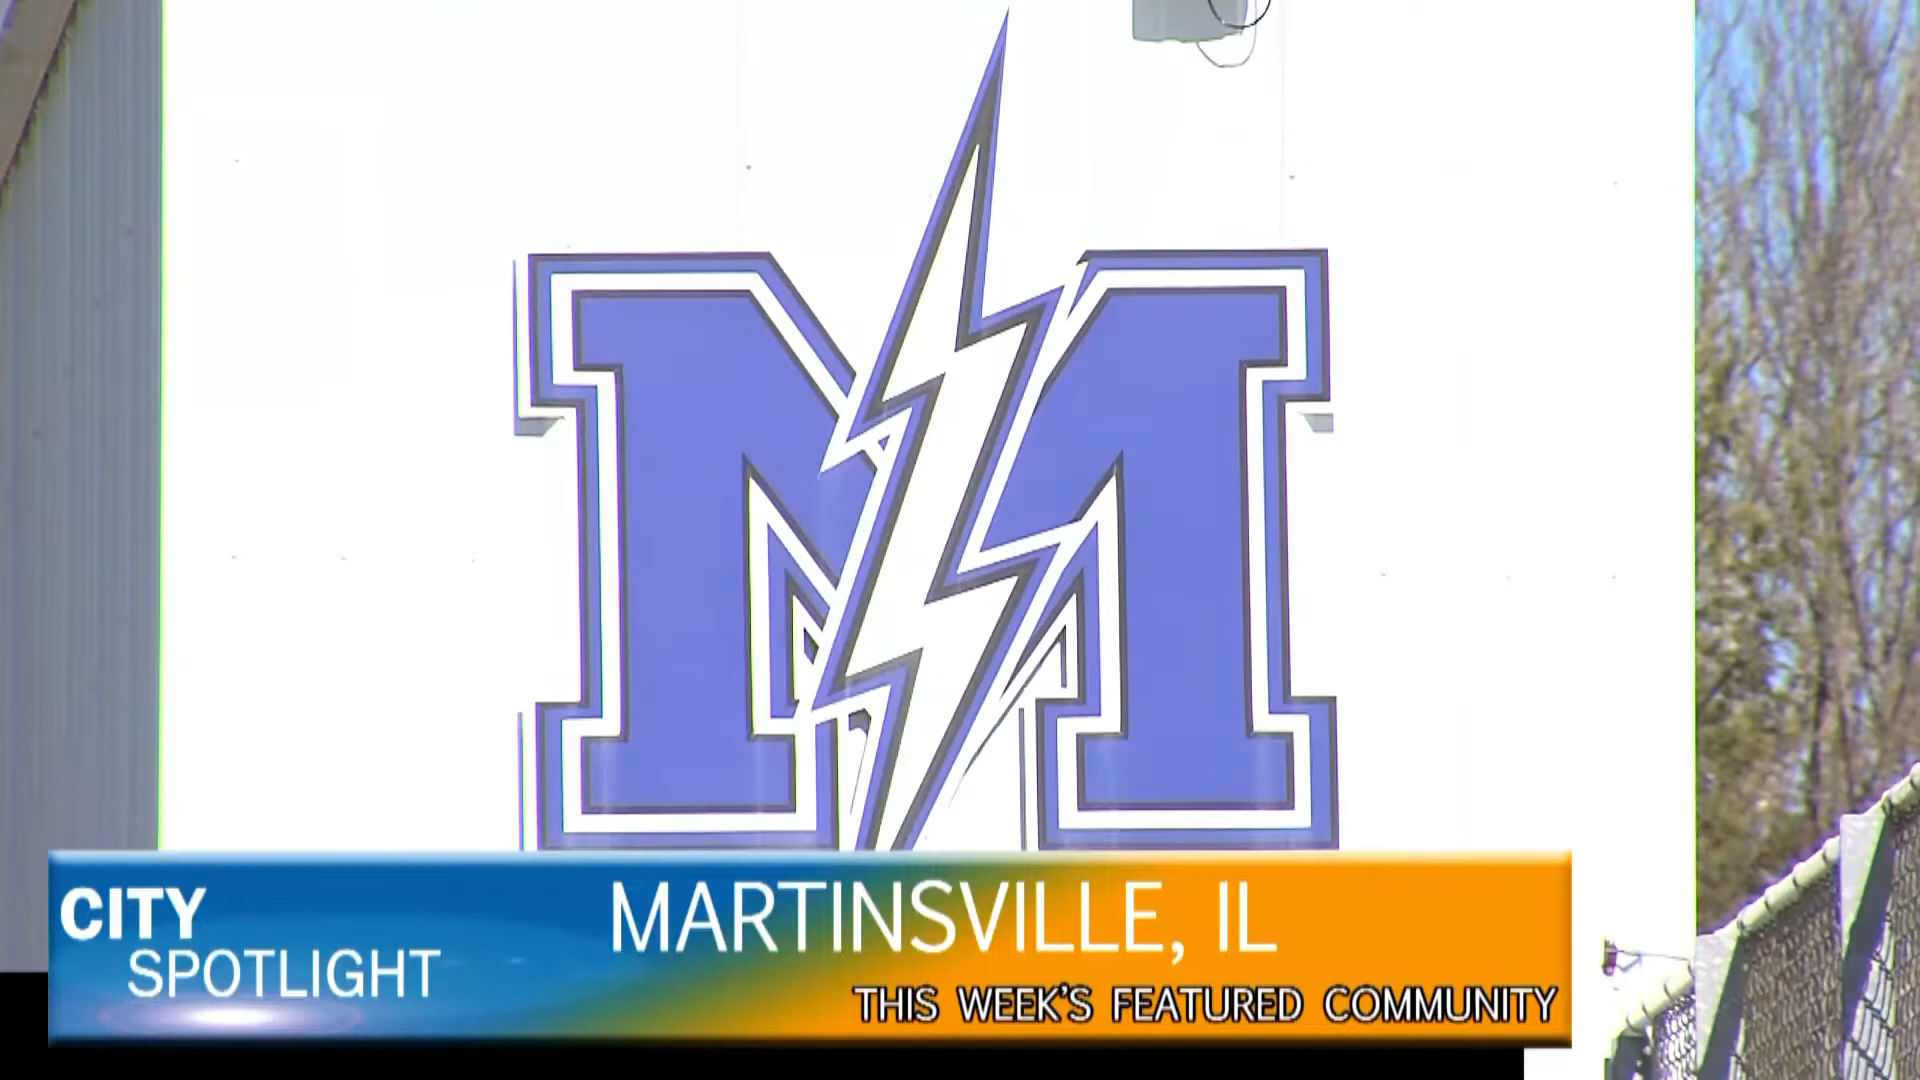 M
CITY
SPOTLIGHT
MARTINSVILLE, IL
THIS WEEK'S FEATURED COMMUNITY